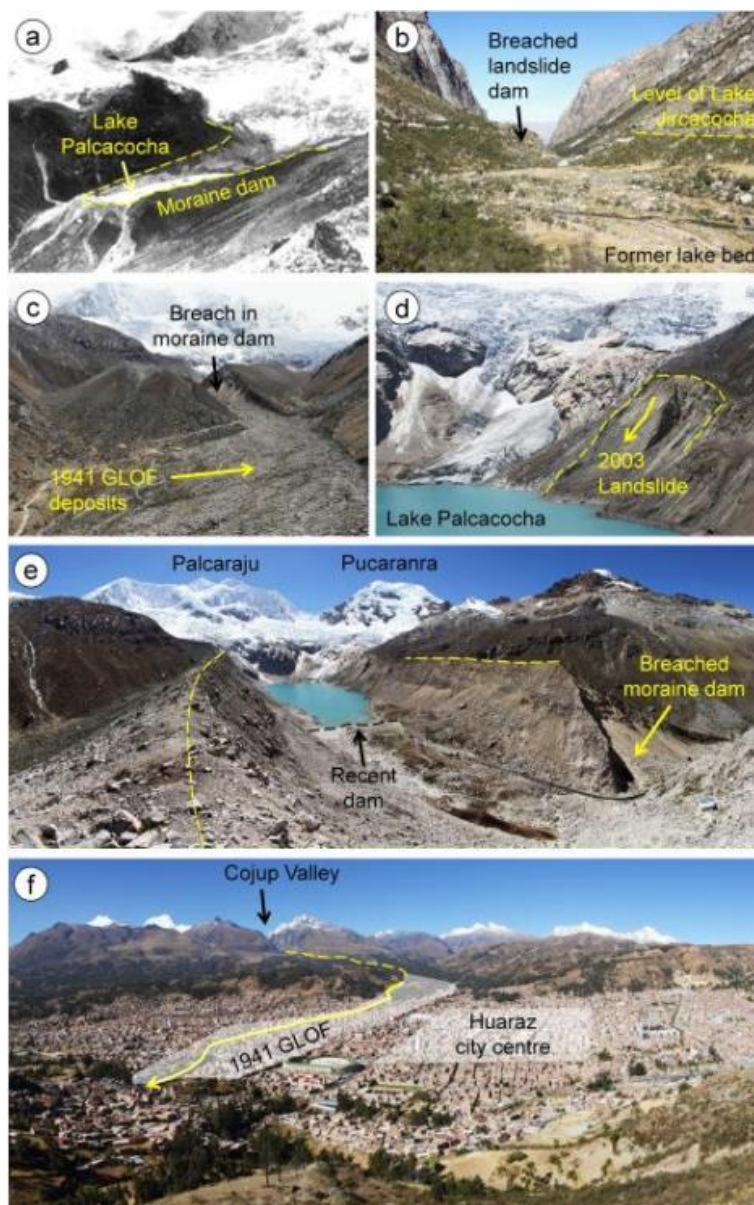 a
Lake
Palcacocha
Moraine dam
b
Breached
landslide
dam
Level of Lake
Jircacocha
Former lake bed
c
Breach in
moraine dam
1941 GLOF
deposits
d
2003
Landslide
Lake Palcacocha
e
Palcaraju
Pucaranra
Breached
moraine dam
Recent
dam
f
Cojup Valley
1941 GLOF
Huaraz
city centre